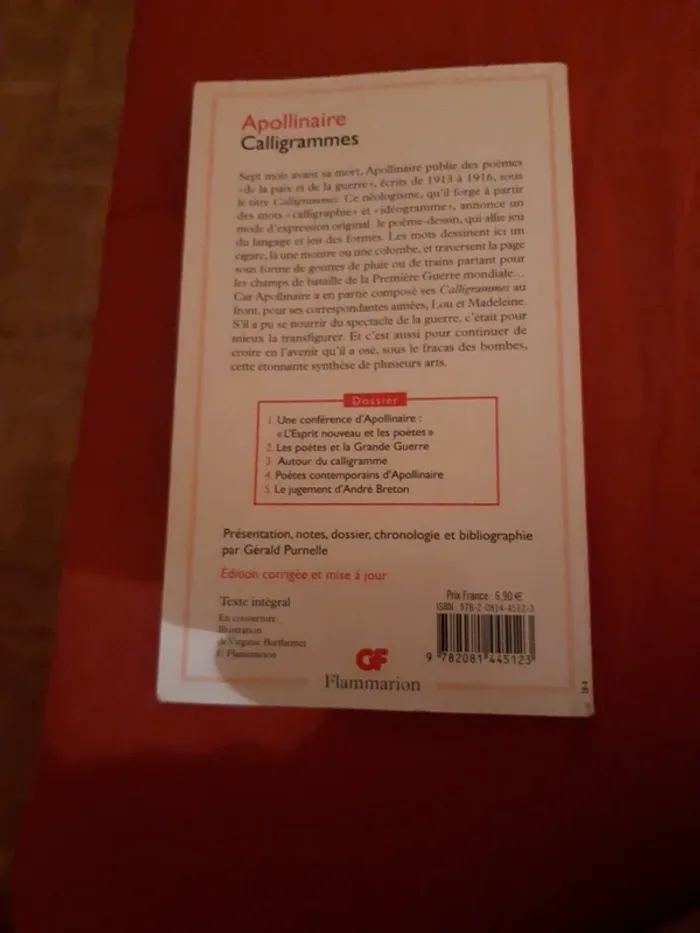 Apollinaire
Calligrammes
Sept mois avant sa mort, Apollinaire publie des poèmes
«de la paix et de la guerre», écrits de 1913 à 1916, sous
le titre Calligrammes. Ce néologisme, qu'il forge à partir
des mots «calligraphie» et «idéogramme», annonce un
mode d'expression original : le poème-dessin, qui allie jeu
du langage et jeu des formes. Les mots dessinent ici un
cigare, là une montre ou une colombe, et traversent la page
sous forme de gouttes de pluie ou de trains partant pour
les champs de bataille de la Première Guerre mondiale...
Car Apollinaire a en partie composé ses Calligrammes au
front, pour ses correspondantes aimées, Lou et Madeleine.
S'il a pu se nourrir du spectacle de la guerre, c'était pour
mieux la transfigurer. Et c'est aussi pour continuer de
croire en l'avenir qu'il a osé, sous le fracas des bombes,
cette étonnante synthèse de plusieurs arts.
Dossier
1. Une conférence d'Apollinaire :
«L'Esprit nouveau et les poètes»
2. Les poètes et la Grande Guerre
3. Autour du calligramme
4. Poètes contemporains d'Apollinaire
5. Le jugement d'André Breton
Présentation, notes, dossier, chronologie et bibliographie
par Gérald Purnelle
Édition corrigée et mise à jour
Texte intégral
En couverture :
Illustration
de Virginie Berthemet
© Flammarion
Prix France : 6,90 €
ISBN : 978-2-0814-4512-3
9 782081 445123
GF
Flammarion